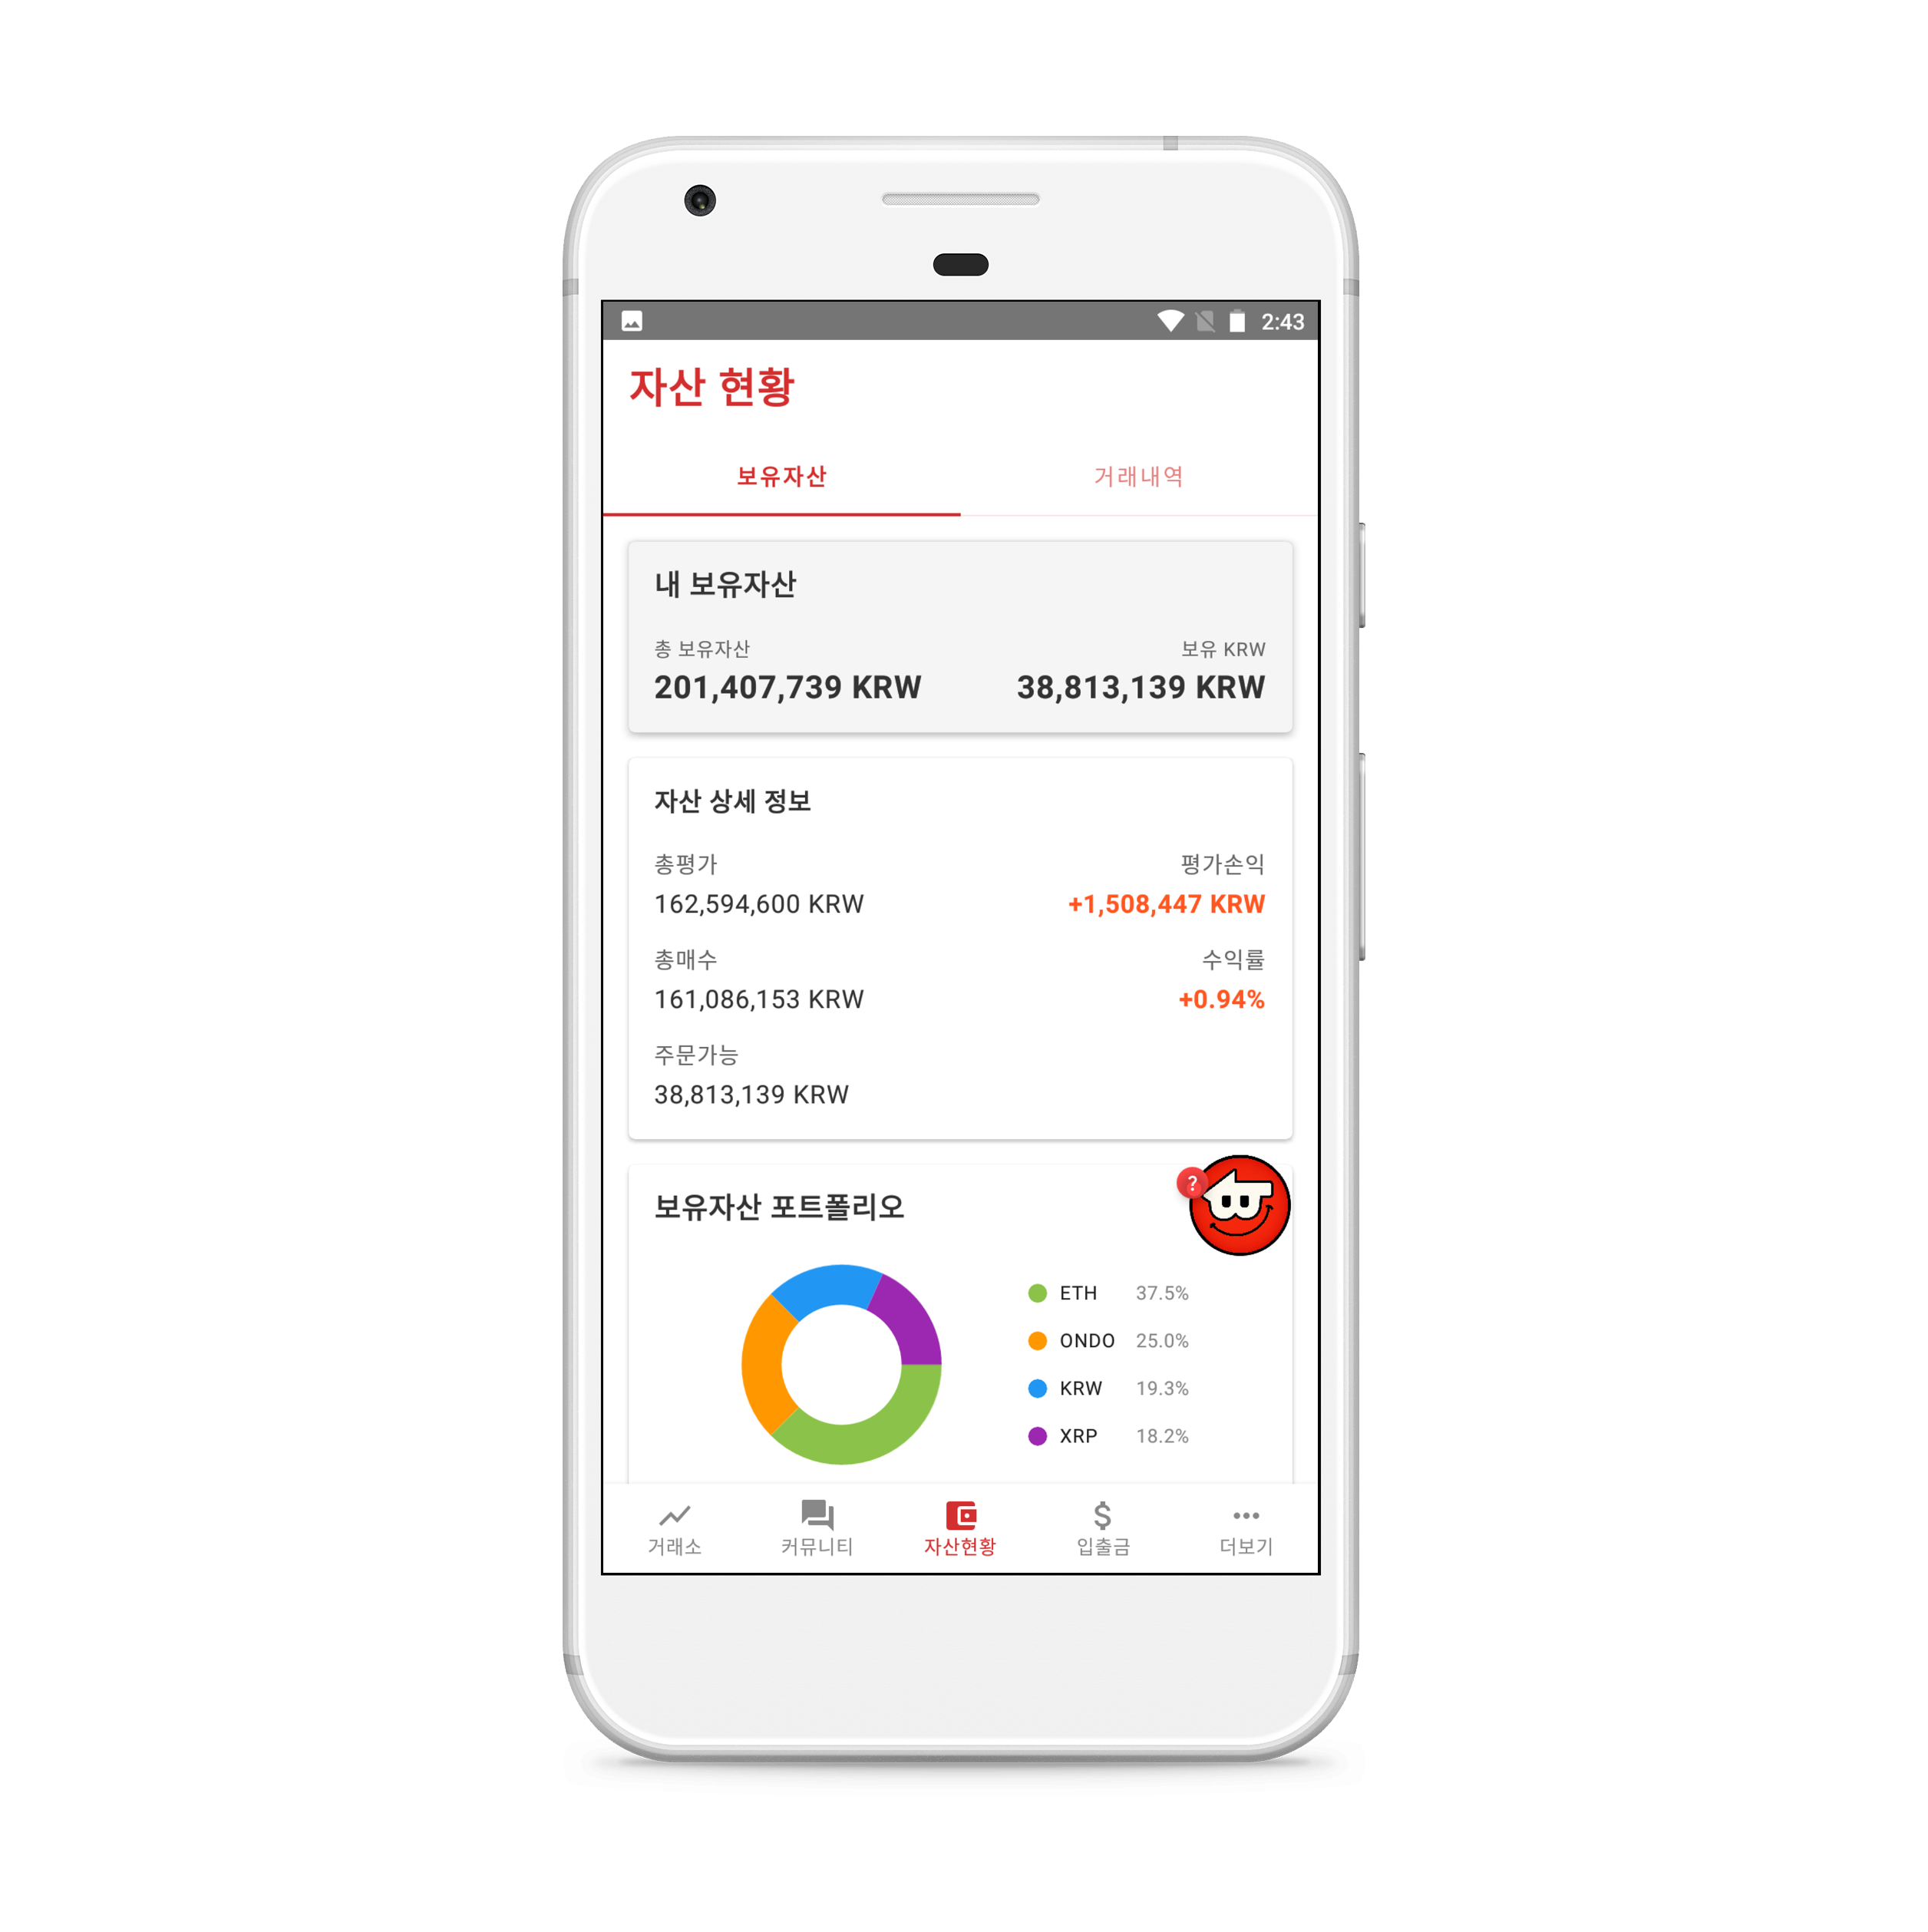 2:43
자산 현황
보유자산 거래내역
내 보유자산
총 보유자산 보유 KRW
201,407,739 KRW 38,813,139 KRW
자산 상세 정보
총평가 평가손익
162,594,600 KRW +1,508,447 KRW
총매수 수익률
161,086,153 KRW +0.94%
주문가능
38,813,139 KRW
?
보유자산 포트폴리오
ETH 37.5%
ONDO 25.0%
KRW 19.3%
XRP 18.2%
거래소 커뮤니티 자산현황 입출금 더보기